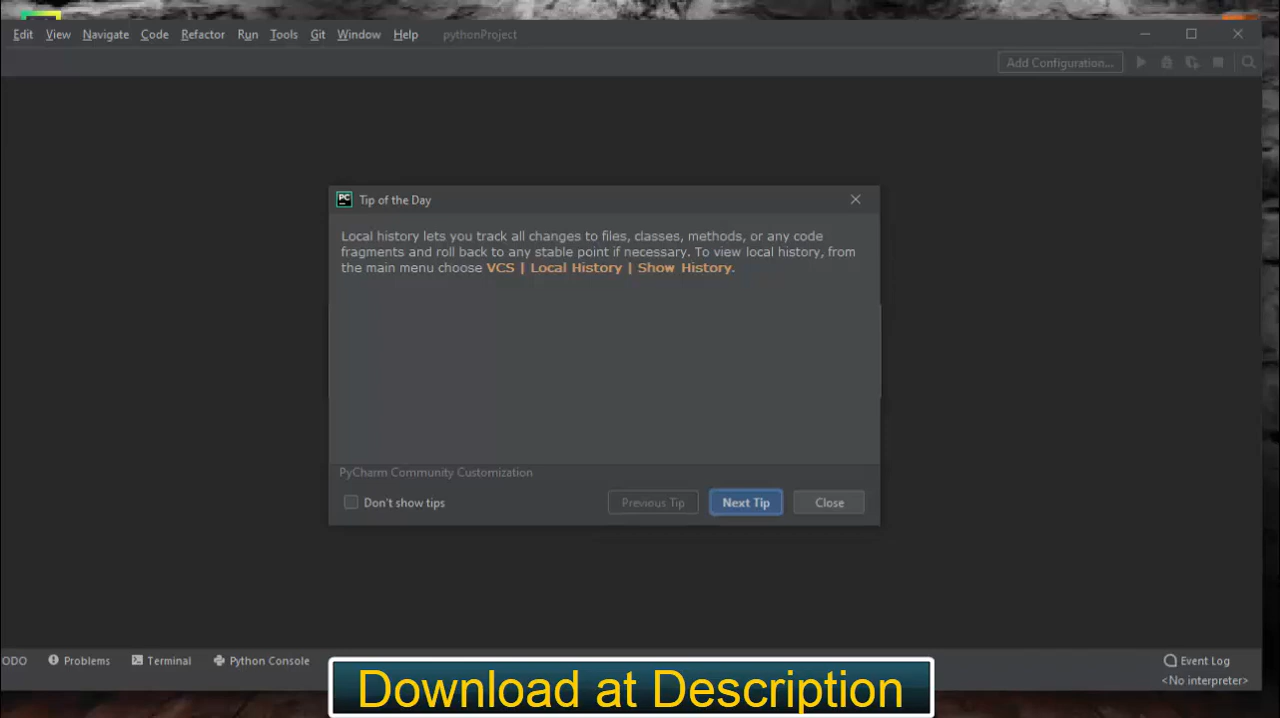 Edit View Navigate Code Refactor Run Tools Git Window Help pythonProject
Add Configuration...
PC Tip of the Day
Local history lets you track all changes to files, classes, methods, or any code
fragments and roll back to any stable point if necessary. To view local history, from
the main menu choose VCS | Local History | Show History.
PyCharm Community Customization
Don't show tips Previous Tip Next Tip Close
ODO Problems Terminal Python Console Event Log
<No interpreter>
Download at Description